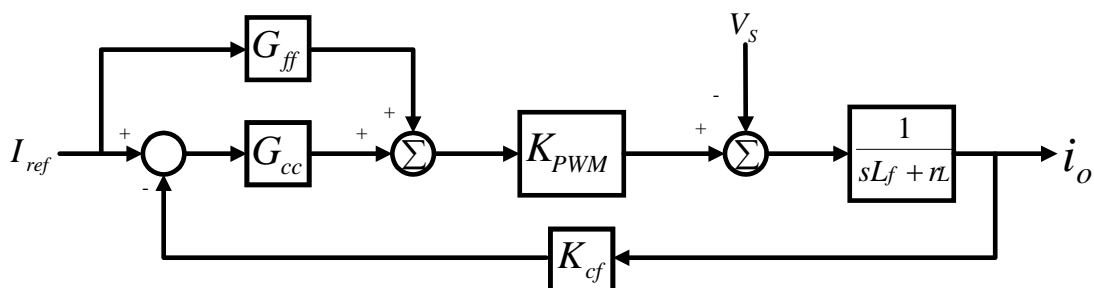 G_ff
V_S
+
-
+
+
+
I_ref
G_cc
Σ
K_PWM
Σ
1
sL_f + r_L
i_o
-
K_cf